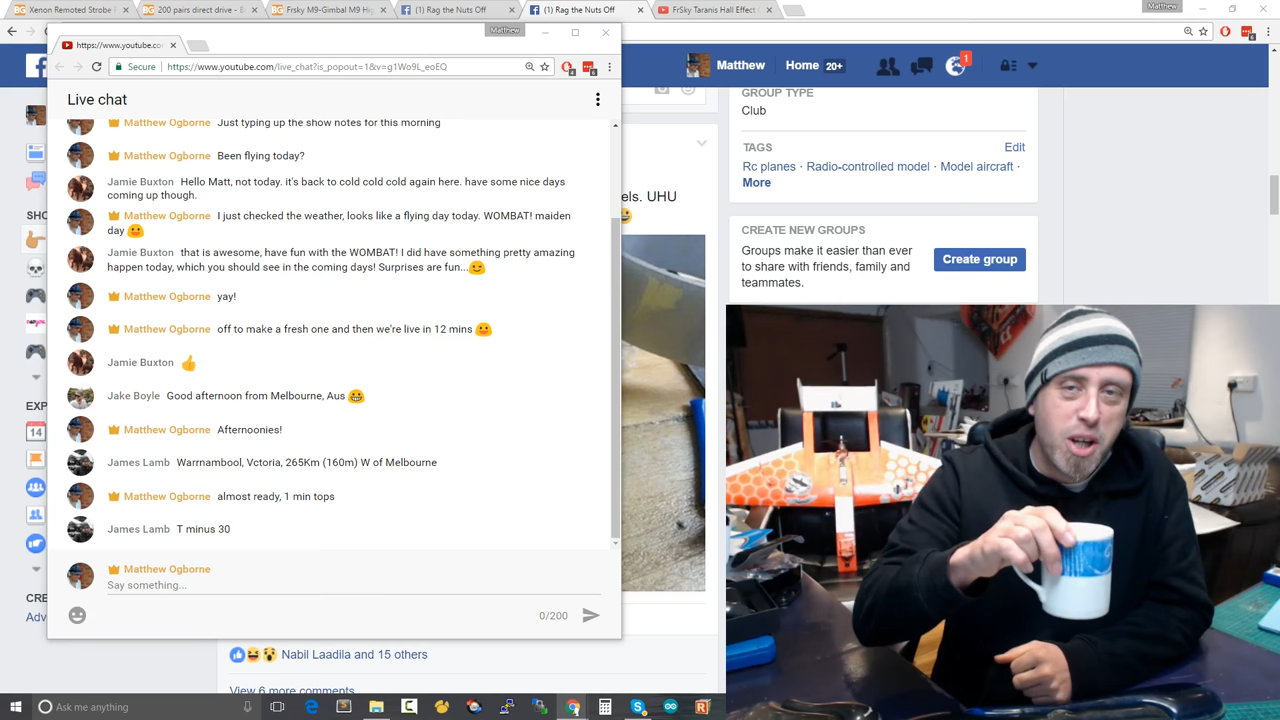 Xenon Remoted Strobe F
200 pairs direct drive - B
Frsky M9-Gimbal M9 Hig
(1) Rag the Nuts Off
(1) Rag the Nuts Off
FrSky Taranis Hall Effect G
Matthew
Matthew
https://www.youtube.co
Secure
https://www.youtube.com/live_chat?is_popout=1&v=g1Wo9L_eoEQ
Matthew
Home 20+
1
Live chat
Matthew Ogborne Just typing up the show notes for this morning
Matthew Ogborne Been flying today?
Jamie Buxton Hello Matt, not today. it's back to cold cold cold again here. have some nice days
coming up though.
Matthew Ogborne I just checked the weather, looks like a flying day today. WOMBAT! maiden
day
Jamie Buxton that is awesome, have fun with the WOMBAT! I did have something pretty amazing
happen today, which you should see in the coming days! Surprises are fun...
Matthew Ogborne yay!
Matthew Ogborne off to make a fresh one and then we're live in 12 mins
Jamie Buxton
Jake Boyle Good afternoon from Melbourne, Aus
Matthew Ogborne Afternoonies!
James Lamb Warrnambool, Vctoria, 265Km (160m) W of Melbourne
Matthew Ogborne almost ready, 1 min tops
James Lamb T minus 30
Matthew Ogborne
Say something...
0/200
SHO
EXP
14
CRE
Adv
els. UHU
GROUP TYPE
Club
TAGS
Edit
Rc planes · Radio-controlled model · Model aircraft ·
More
CREATE NEW GROUPS
Groups make it easier than ever
to share with friends, family and
teammates.
Create group
Nabil Laadila and 15 others
View 6 more comments
Ask me anything